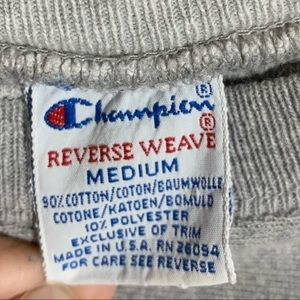 Champion®
REVERSE WEAVE®
MEDIUM
90% COTTON/COTON/BAUMWOLLE
COTONE/KATOEN/BOMULD
10% POLYESTER
EXCLUSIVE OF TRIM
MADE IN U.S.A. RN 26094
FOR CARE SEE REVERSE